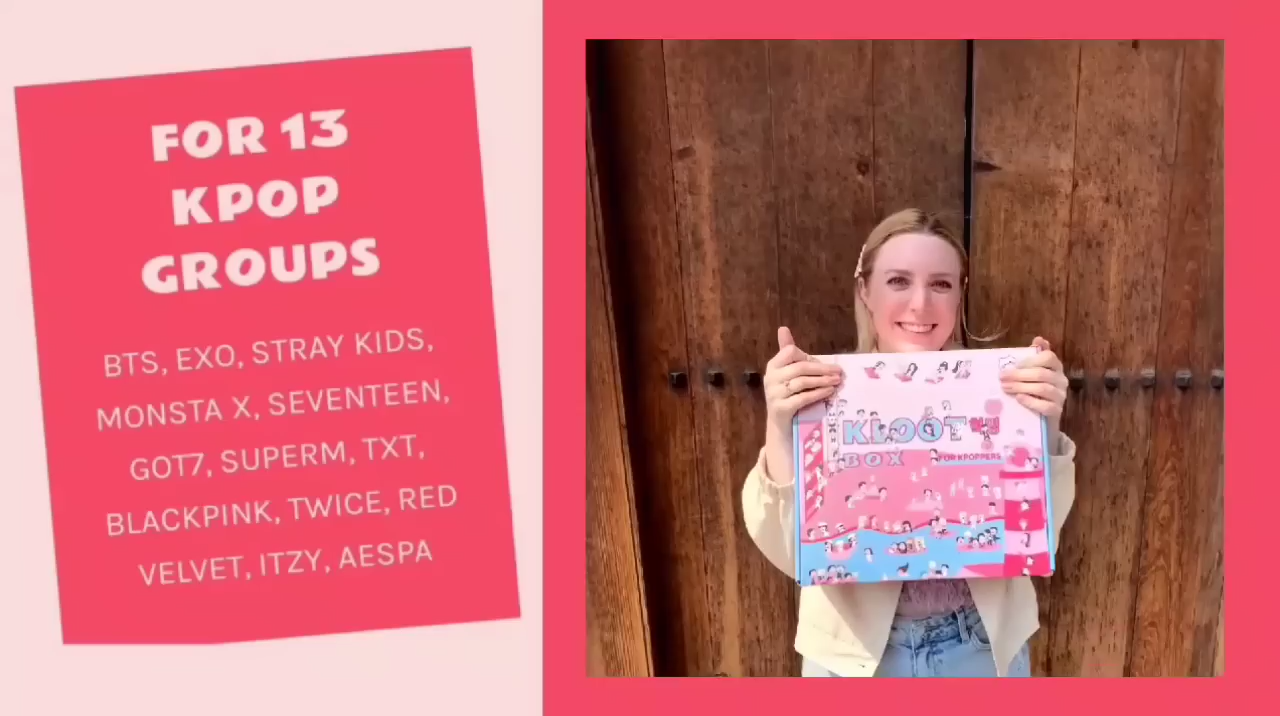 FOR 13
KPOP
GROUPS
BTS, EXO, STRAY KIDS,
MONSTA X, SEVENTEEN,
GOT7, SUPERM, TXT,
BLACKPINK, TWICE, RED
VELVET, ITZY, AESPA
KLOOT
BOX
FOR KPOPPERS